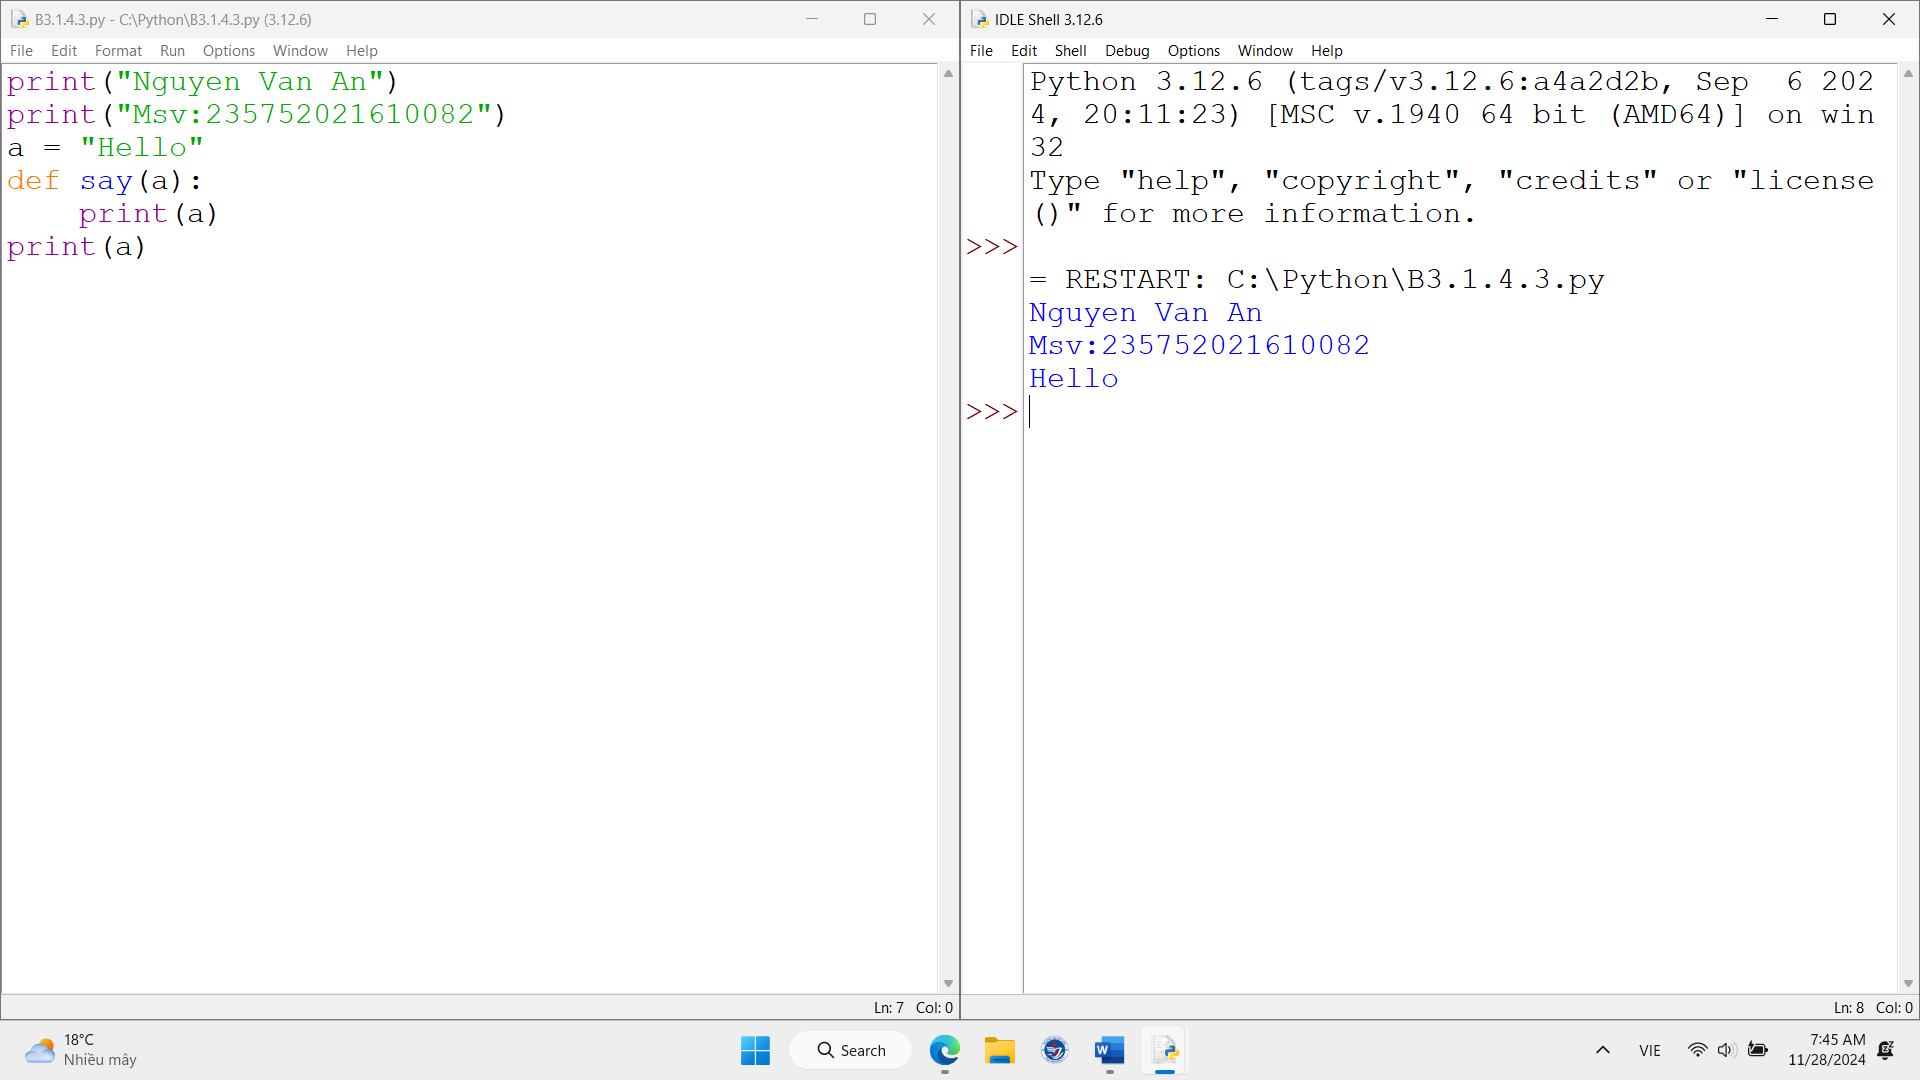 B3.1.4.3.py - C:\Python\B3.1.4.3.py (3.12.6)
File Edit Format Run Options Window Help
print("Nguyen Van An")
print("Msv:235752021610082")
a = "Hello"
def say(a):
    print(a)
print(a)
Ln: 7 Col: 0
IDLE Shell 3.12.6
File Edit Shell Debug Options Window Help
Python 3.12.6 (tags/v3.12.6:a4a2d2b, Sep  6 202
4, 20:11:23) [MSC v.1940 64 bit (AMD64)] on win
32
Type "help", "copyright", "credits" or "license
()" for more information.
>>>
= RESTART: C:\Python\B3.1.4.3.py
Nguyen Van An
Msv:235752021610082
Hello
>>>
Ln: 8 Col: 0
18°C
Nhiều mây
Search
W
VIE
7:45 AM
11/28/2024